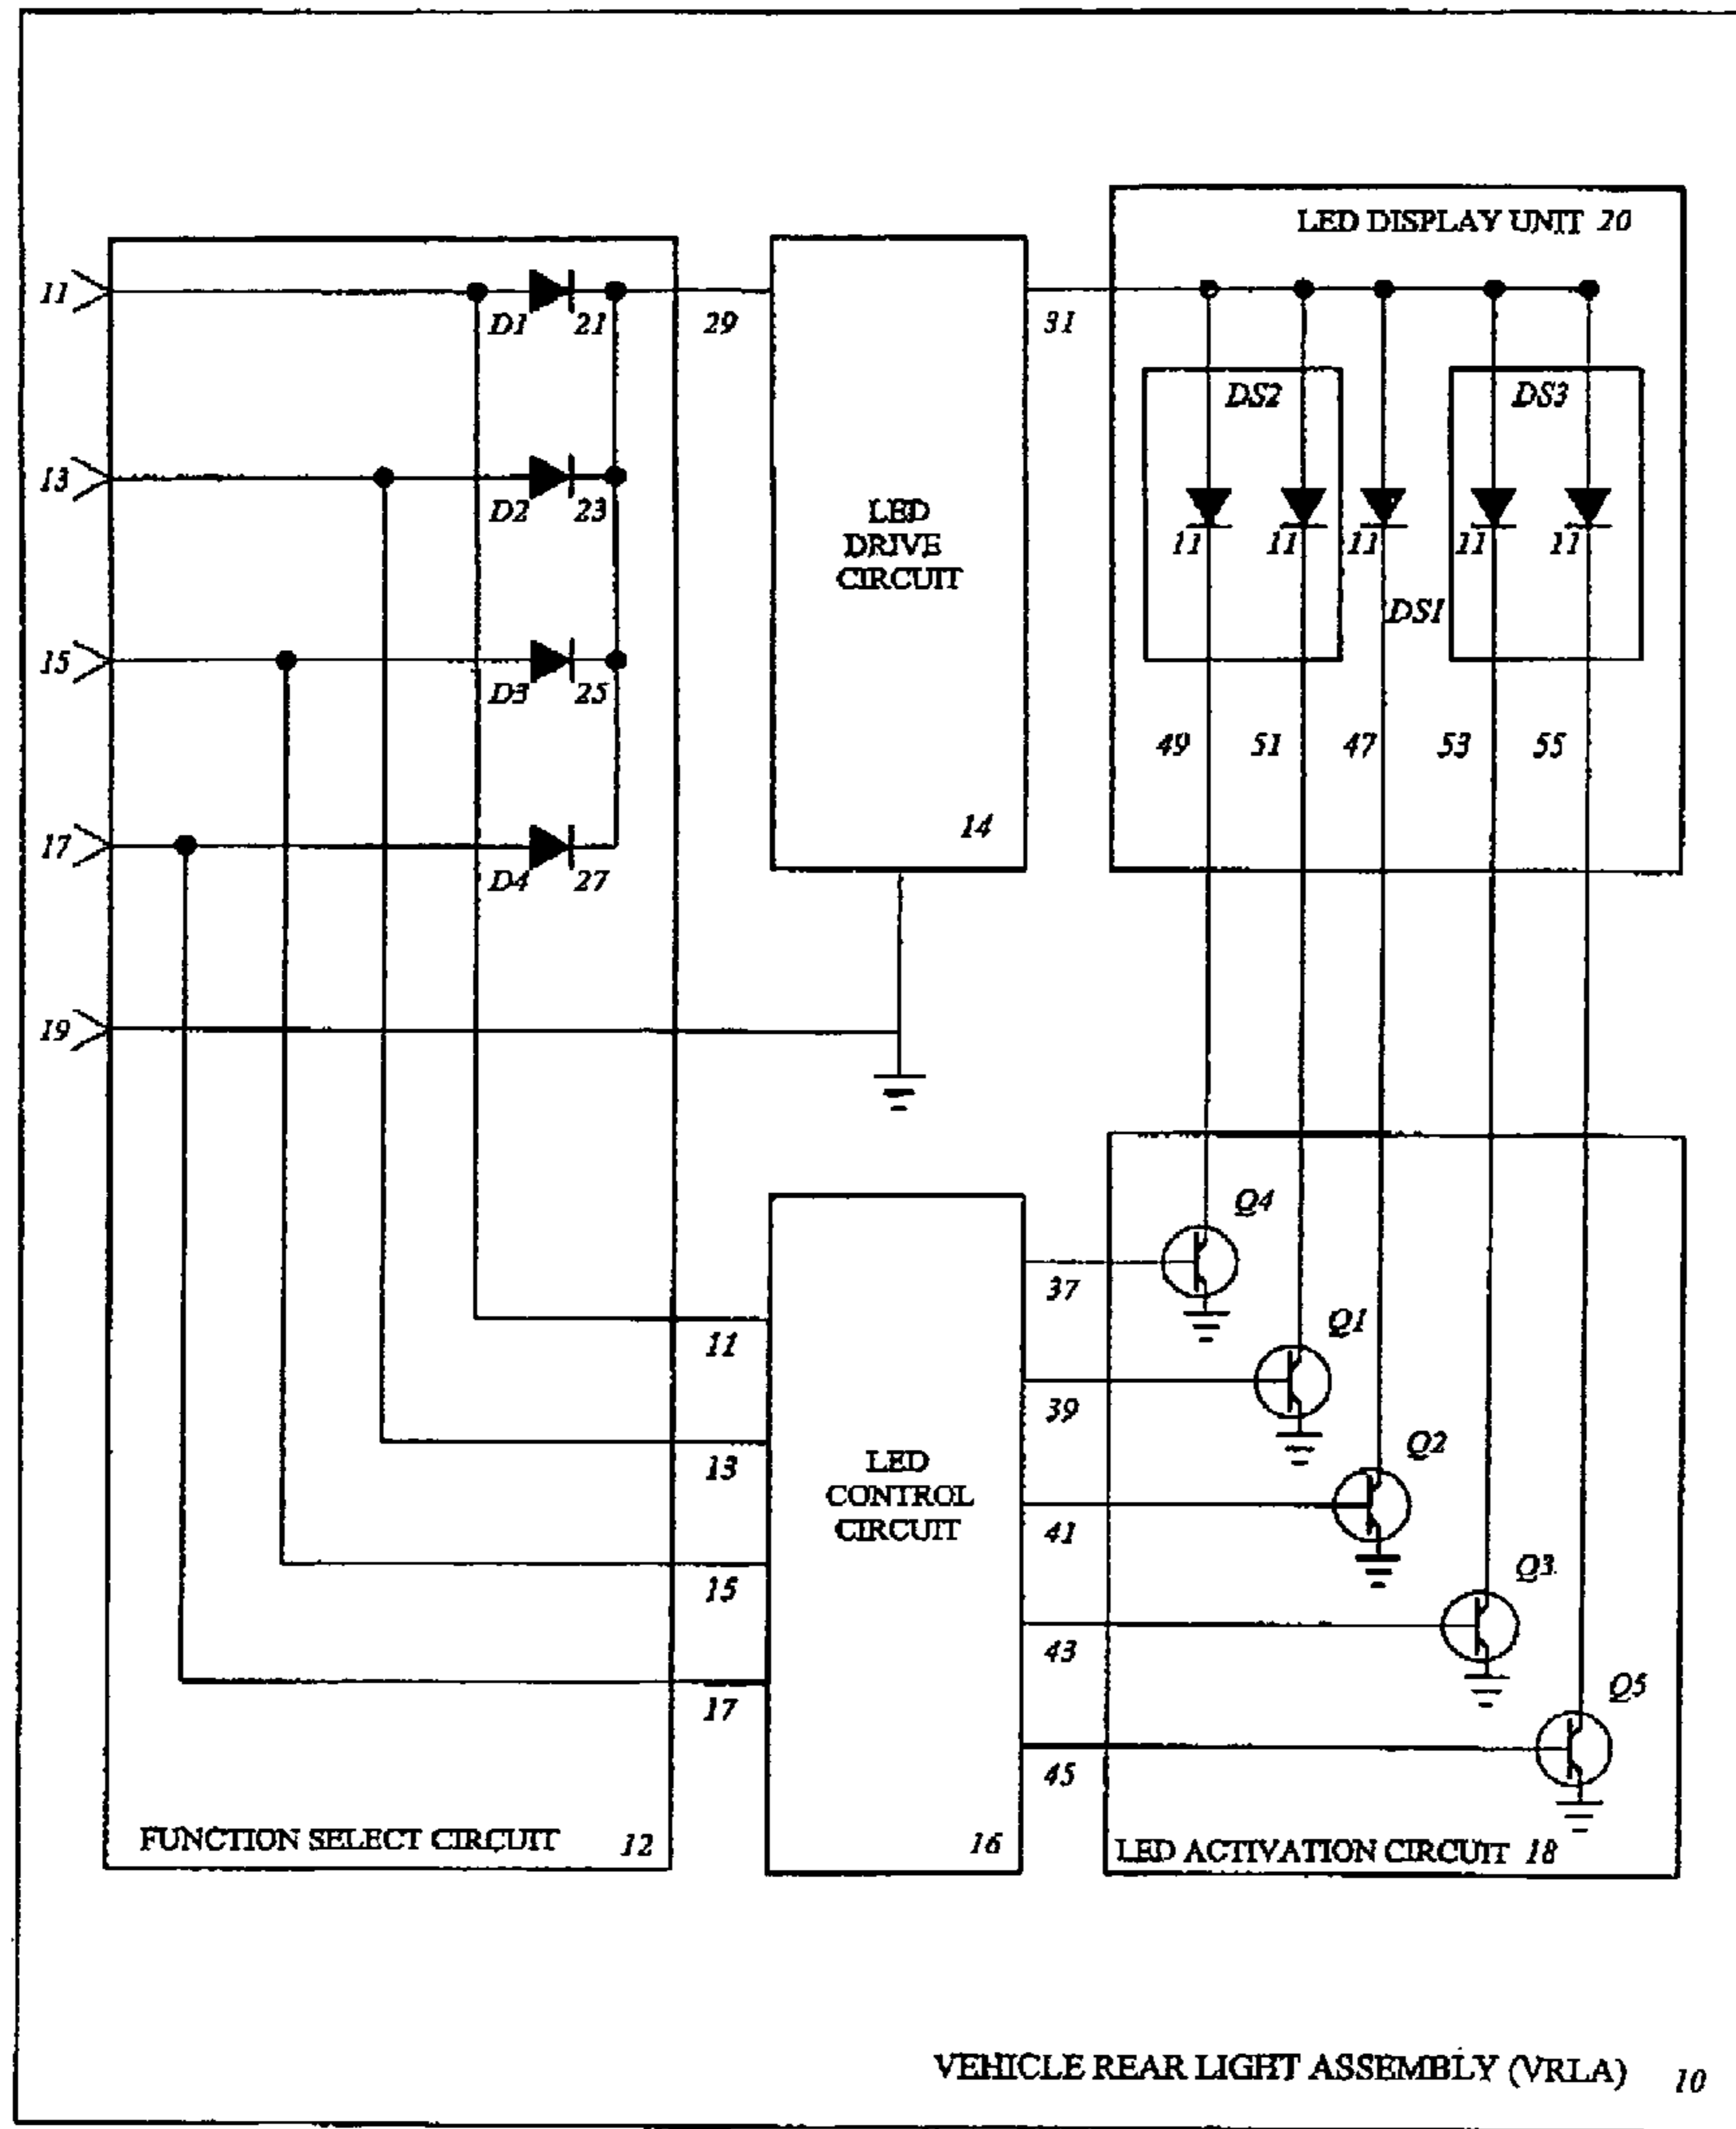 LED DISPLAY UNIT 20
11
D1 21
29
31
DS2
DS3
13
D2 23
LED
DRIVE
CIRCUIT
11 11 11 11 11
DS1
15
D3 25
49 51 47 53 55
17
D4 27
14
19
Q4
37
Q1
11
39
Q2
13
LED
CONTROL
CIRCUIT
41
Q3
15
43
Q5
17
45
FUNCTION SELECT CIRCUIT 12
16
LED ACTIVATION CIRCUIT 18
VEHICLE REAR LIGHT ASSEMBLY (VRLA) 10